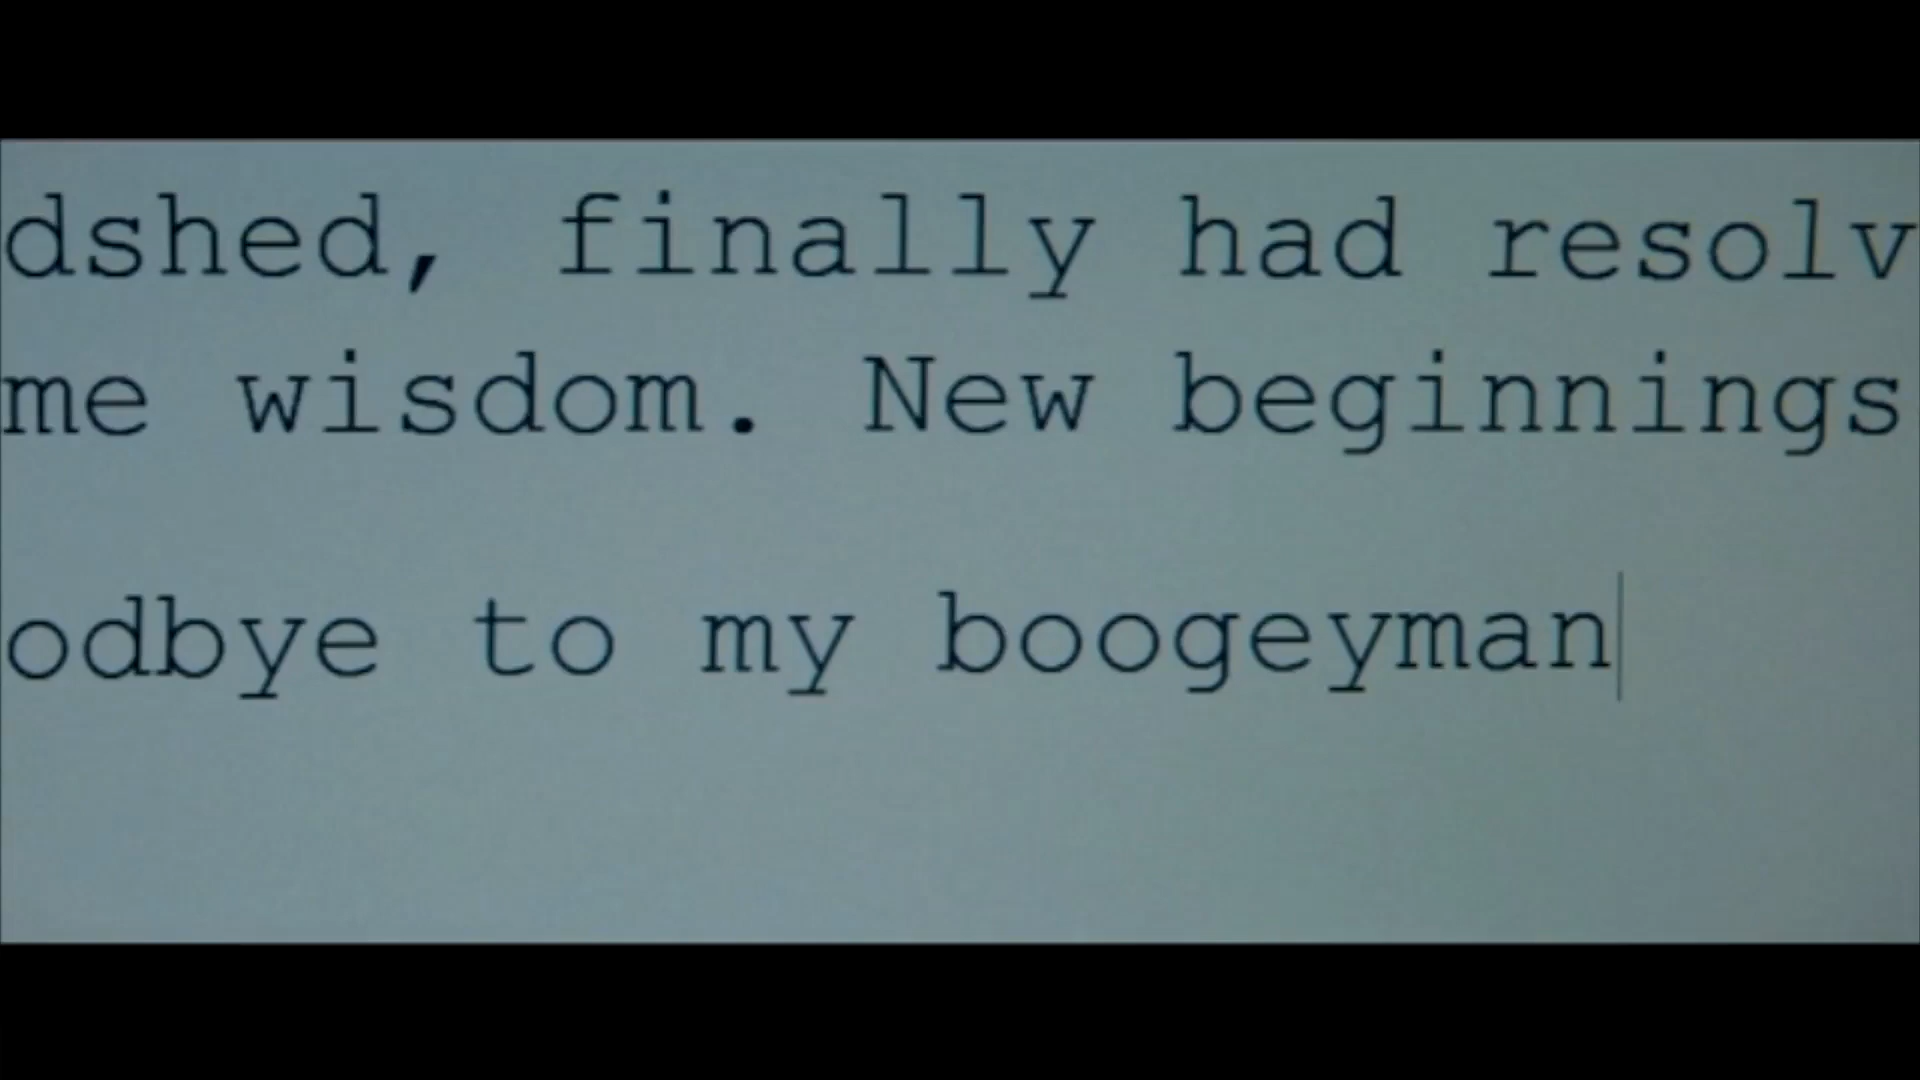 dshed, finally had resolv
me wisdom. New beginnings
odbye to my boogeyman